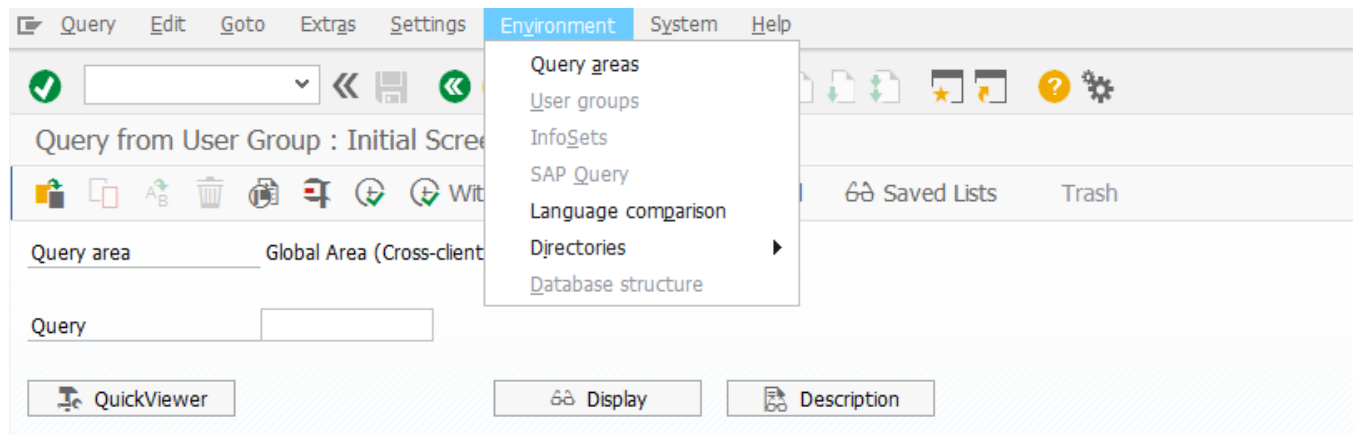 Query Edit Goto Extras Settings Environment System Help
Query areas
User groups
Query from User Group : Initial Scree
InfoSets
SAP Query
Wit
Saved Lists Trash
Language comparison
Query area Global Area (Cross-client
Directories
Database structure
Query
QuickViewer Display Description